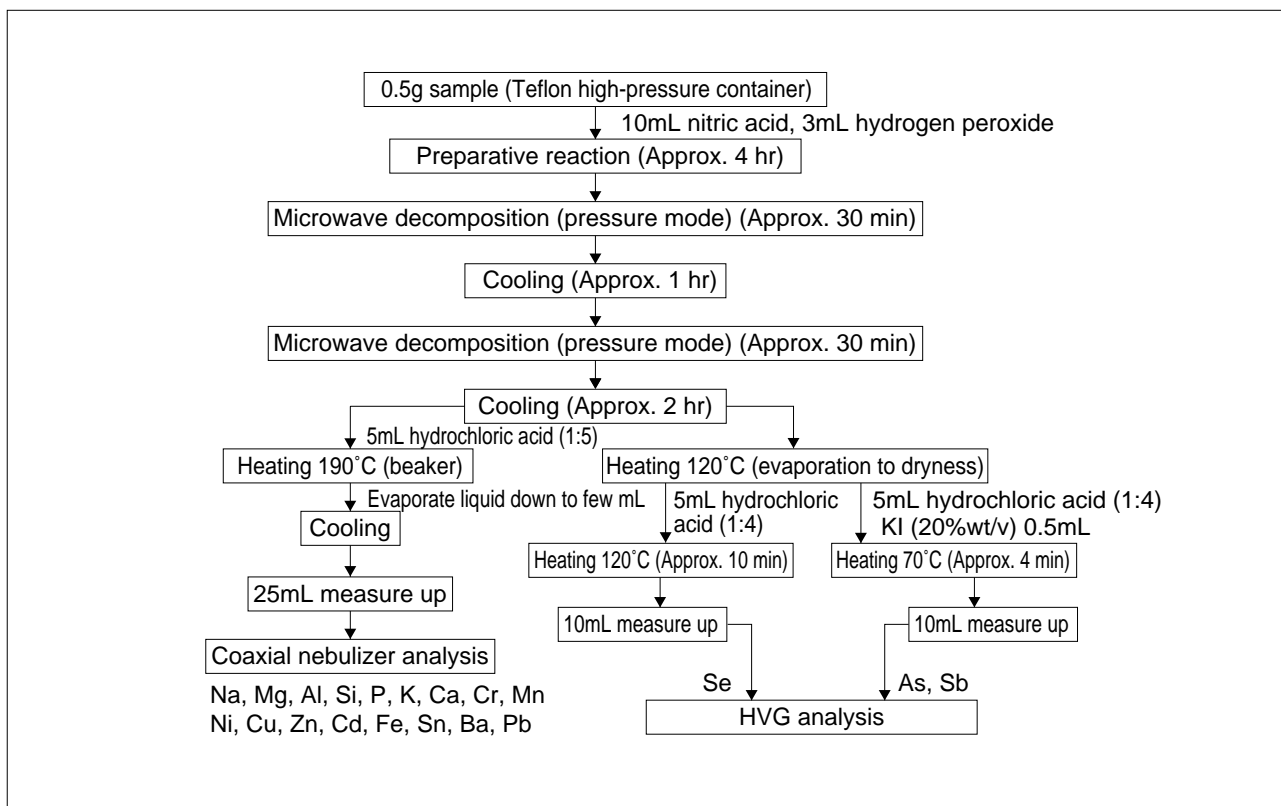 0.5g sample (Teflon high-pressure container)
10mL nitric acid, 3mL hydrogen peroxide
Preparative reaction (Approx. 4 hr)
Microwave decomposition (pressure mode) (Approx. 30 min)
Cooling (Approx. 1 hr)
Microwave decomposition (pressure mode) (Approx. 30 min)
Cooling (Approx. 2 hr)
5mL hydrochloric acid (1:5)
Heating 190˚C (beaker)
Evaporate liquid down to few mL
Cooling
25mL measure up
Coaxial nebulizer analysis
Na, Mg, Al, Si, P, K, Ca, Cr, Mn
Ni, Cu, Zn, Cd, Fe, Sn, Ba, Pb
Heating 120˚C (evaporation to dryness)
5mL hydrochloric
acid (1:4)
Heating 120˚C (Approx. 10 min)
10mL measure up
Se
5mL hydrochloric acid (1:4)
KI (20%wt/v) 0.5mL
Heating 70˚C (Approx. 4 min)
10mL measure up
As, Sb
HVG analysis